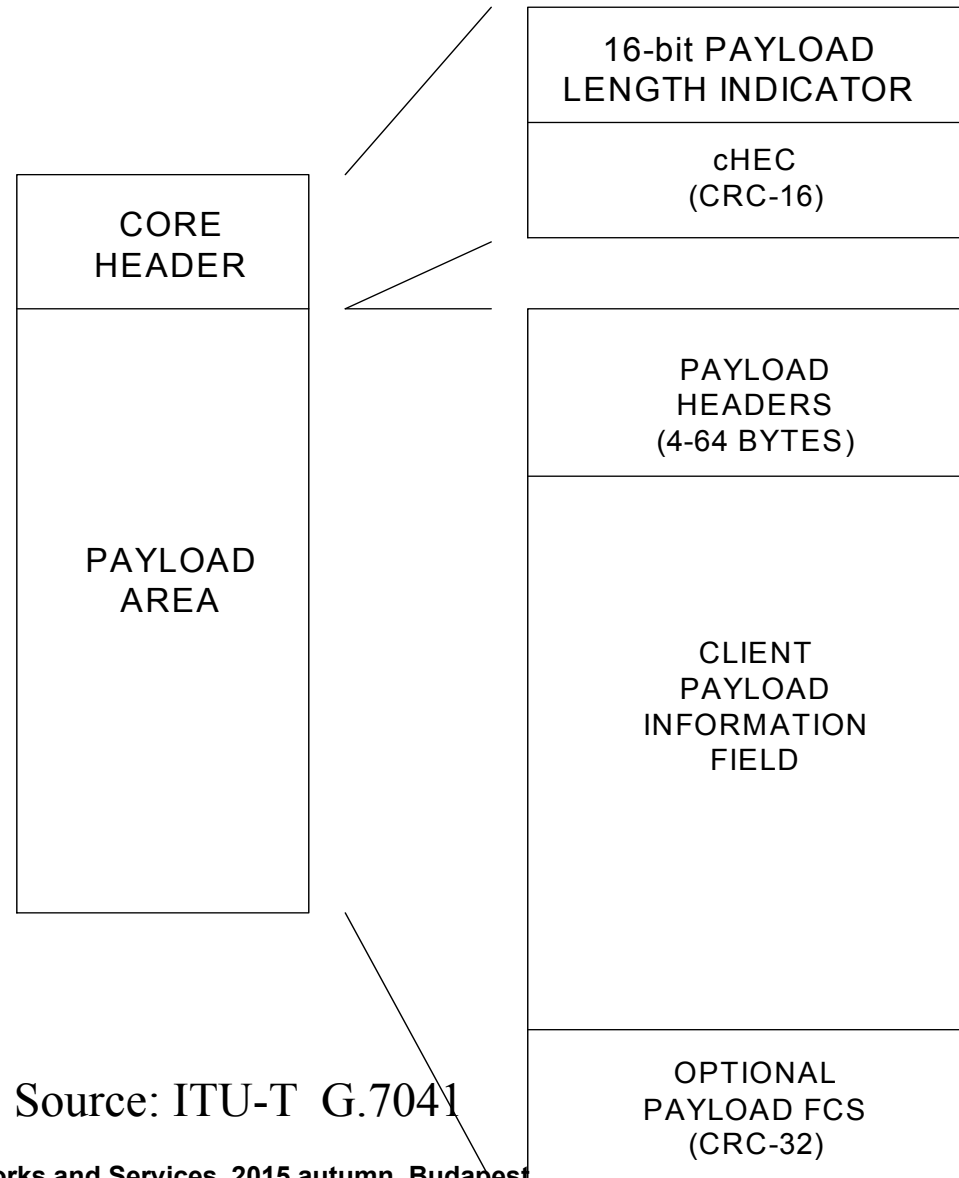 16-bit PAYLOAD
LENGTH INDICATOR
cHEC
(CRC-16)
CORE
HEADER
PAYLOAD
HEADERS
(4-64 BYTES)
PAYLOAD
AREA
CLIENT
PAYLOAD
INFORMATION
FIELD
OPTIONAL
PAYLOAD FCS
(CRC-32)
Source: ITU-T G.7041
and Services, 2015 autumn, Budapest